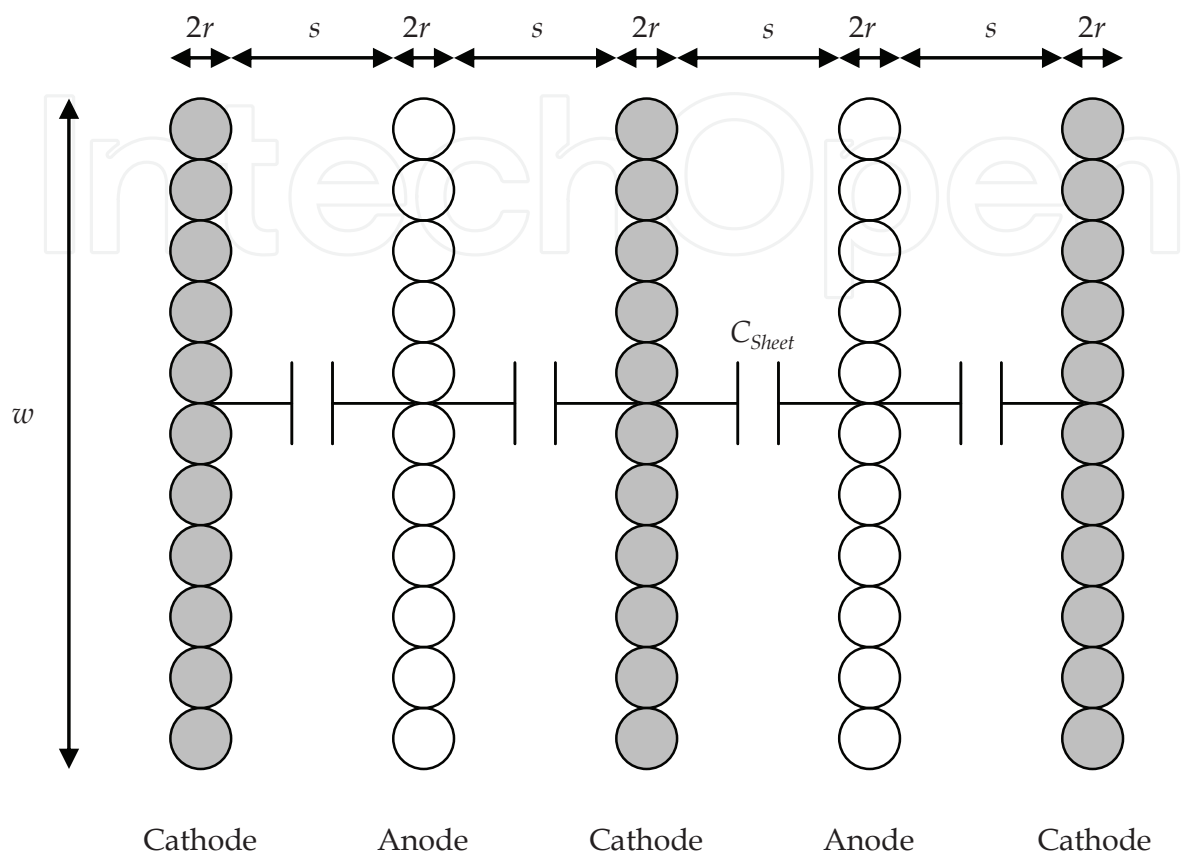 2r s 2r s 2r s 2r s 2r
IntechOpen
C_Sheet
w
Cathode Anode Cathode Anode Cathode